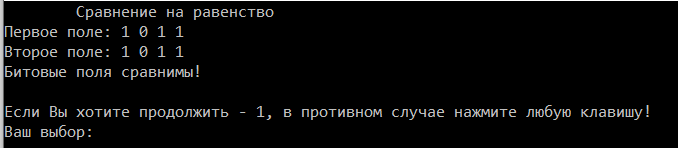 Сравнение на равенство
Первое поле: 1 0 1 1
Второе поле: 1 0 1 1
Битовые поля сравнимы!
Если Вы хотите продолжить - 1, в противном случае нажмите любую клавишу!
Ваш выбор: